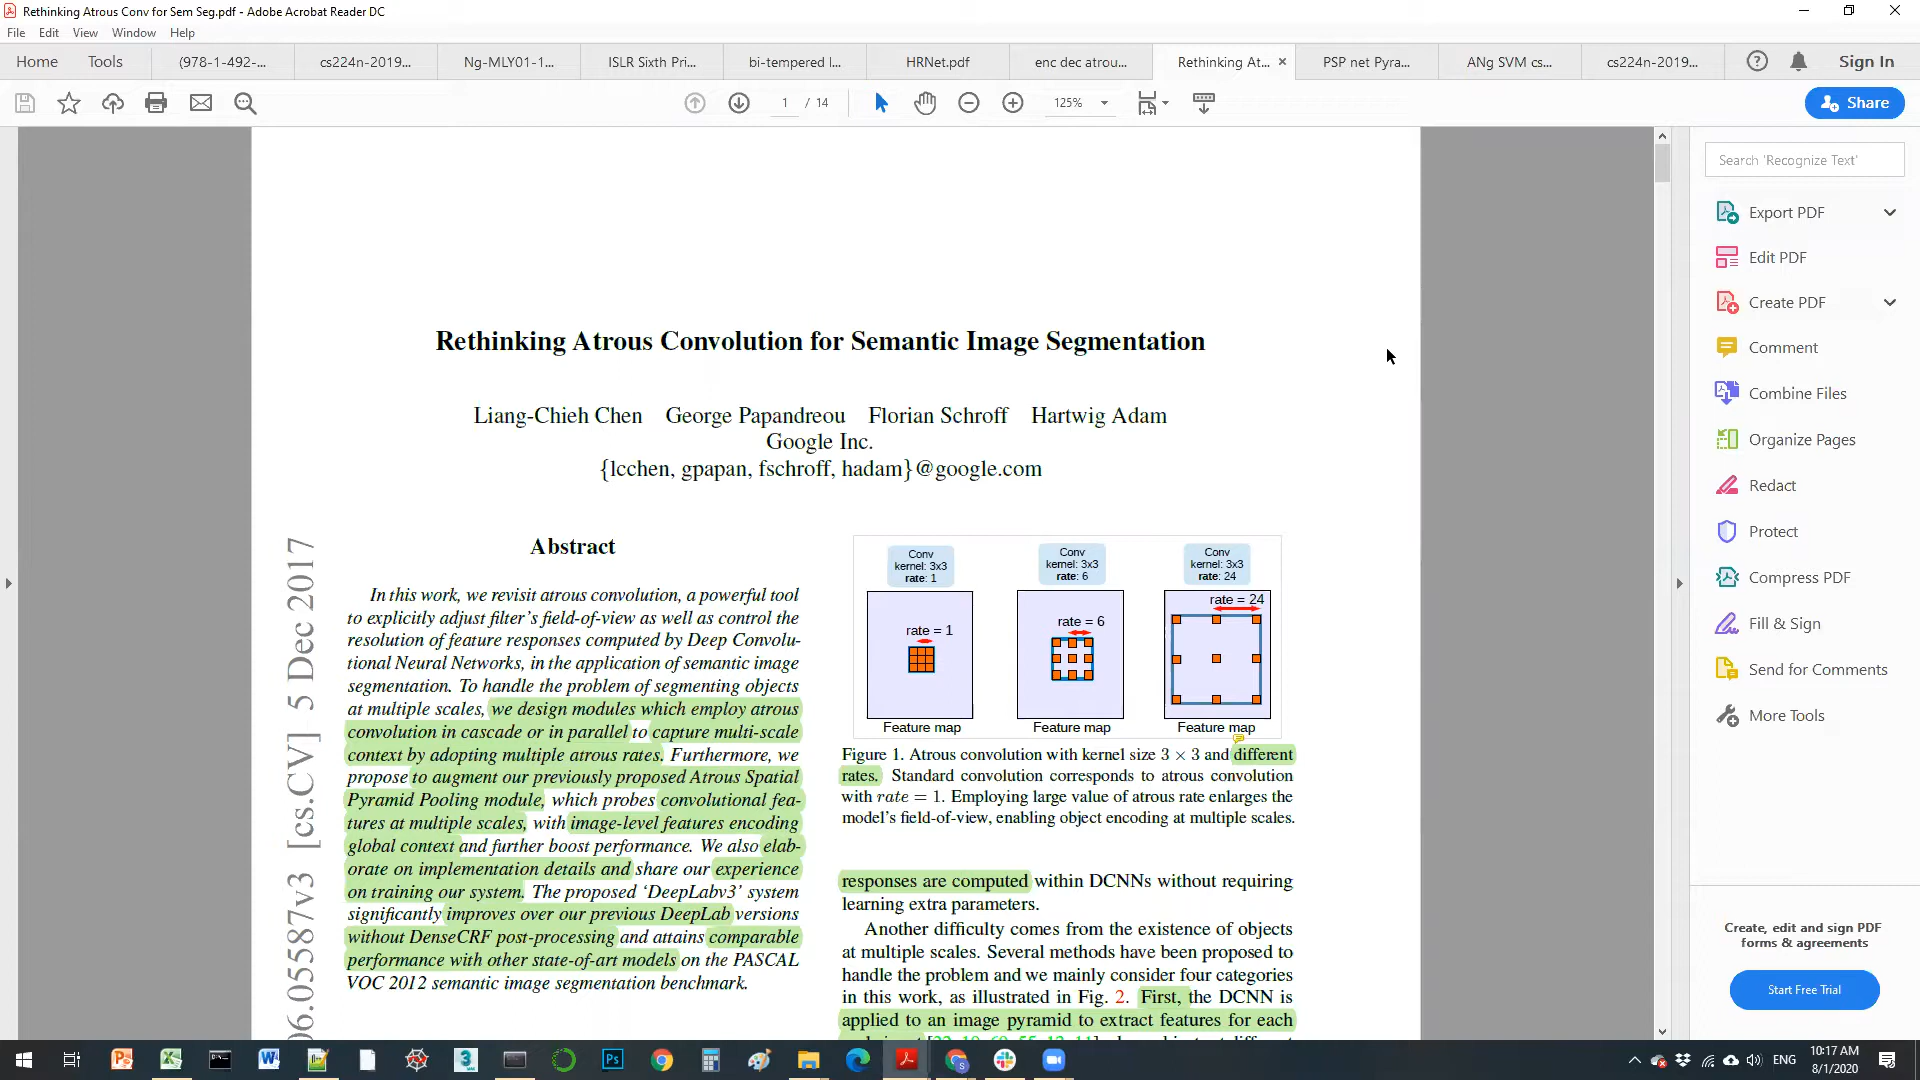 Rethinking Atrous Conv for Sem Seg.pdf - Adobe Acrobat Reader DC
File Edit View Window Help
Home Tools (978-1-492-... cs224n-2019... Ng-MLY01-1... ISLR Sixth Pri... bi-tempered l... HRNet.pdf enc dec atrou... Rethinking At... × PSP net Pyra... ANg SVM cs... cs224n-2019... Sign In
1 / 14 125% Share
Rethinking Atrous Convolution for Semantic Image Segmentation
Liang-Chieh Chen George Papandreou Florian Schroff Hartwig Adam
Google Inc.
{lcchen, gpapan, fschroff, hadam}@google.com
06.05587v3 [cs.CV] 5 Dec 2017
Abstract
In this work, we revisit atrous convolution, a powerful tool
to explicitly adjust filter's field-of-view as well as control the
resolution of feature responses computed by Deep Convolu-
tional Neural Networks, in the application of semantic image
segmentation. To handle the problem of segmenting objects
at multiple scales, we design modules which employ atrous
convolution in cascade or in parallel to capture multi-scale
context by adopting multiple atrous rates. Furthermore, we
propose to augment our previously proposed Atrous Spatial
Pyramid Pooling module, which probes convolutional fea-
tures at multiple scales, with image-level features encoding
global context and further boost performance. We also elab-
orate on implementation details and share our experience
on training our system. The proposed 'DeepLabv3' system
significantly improves over our previous DeepLab versions
without DenseCRF post-processing and attains comparable
performance with other state-of-art models on the PASCAL
VOC 2012 semantic image segmentation benchmark.
Conv
kernel: 3x3
rate: 1
rate = 1
Feature map
Conv
kernel: 3x3
rate: 6
rate = 6
Feature map
Conv
kernel: 3x3
rate: 24
rate = 24
Feature map
Figure 1. Atrous convolution with kernel size 3 × 3 and different
rates. Standard convolution corresponds to atrous convolution
with rate = 1. Employing large value of atrous rate enlarges the
model's field-of-view, enabling object encoding at multiple scales.
responses are computed within DCNNs without requiring
learning extra parameters.
Another difficulty comes from the existence of objects
at multiple scales. Several methods have been proposed to
handle the problem and we mainly consider four categories
in this work, as illustrated in Fig. 2. First, the DCNN is
applied to an image pyramid to extract features for each
Search 'Recognize Text'
Export PDF
Edit PDF
Create PDF
Comment
Combine Files
Organize Pages
Redact
Protect
Compress PDF
Fill & Sign
Send for Comments
More Tools
Create, edit and sign PDF
forms & agreements
Start Free Trial
ENG
10:17 AM
8/1/2020